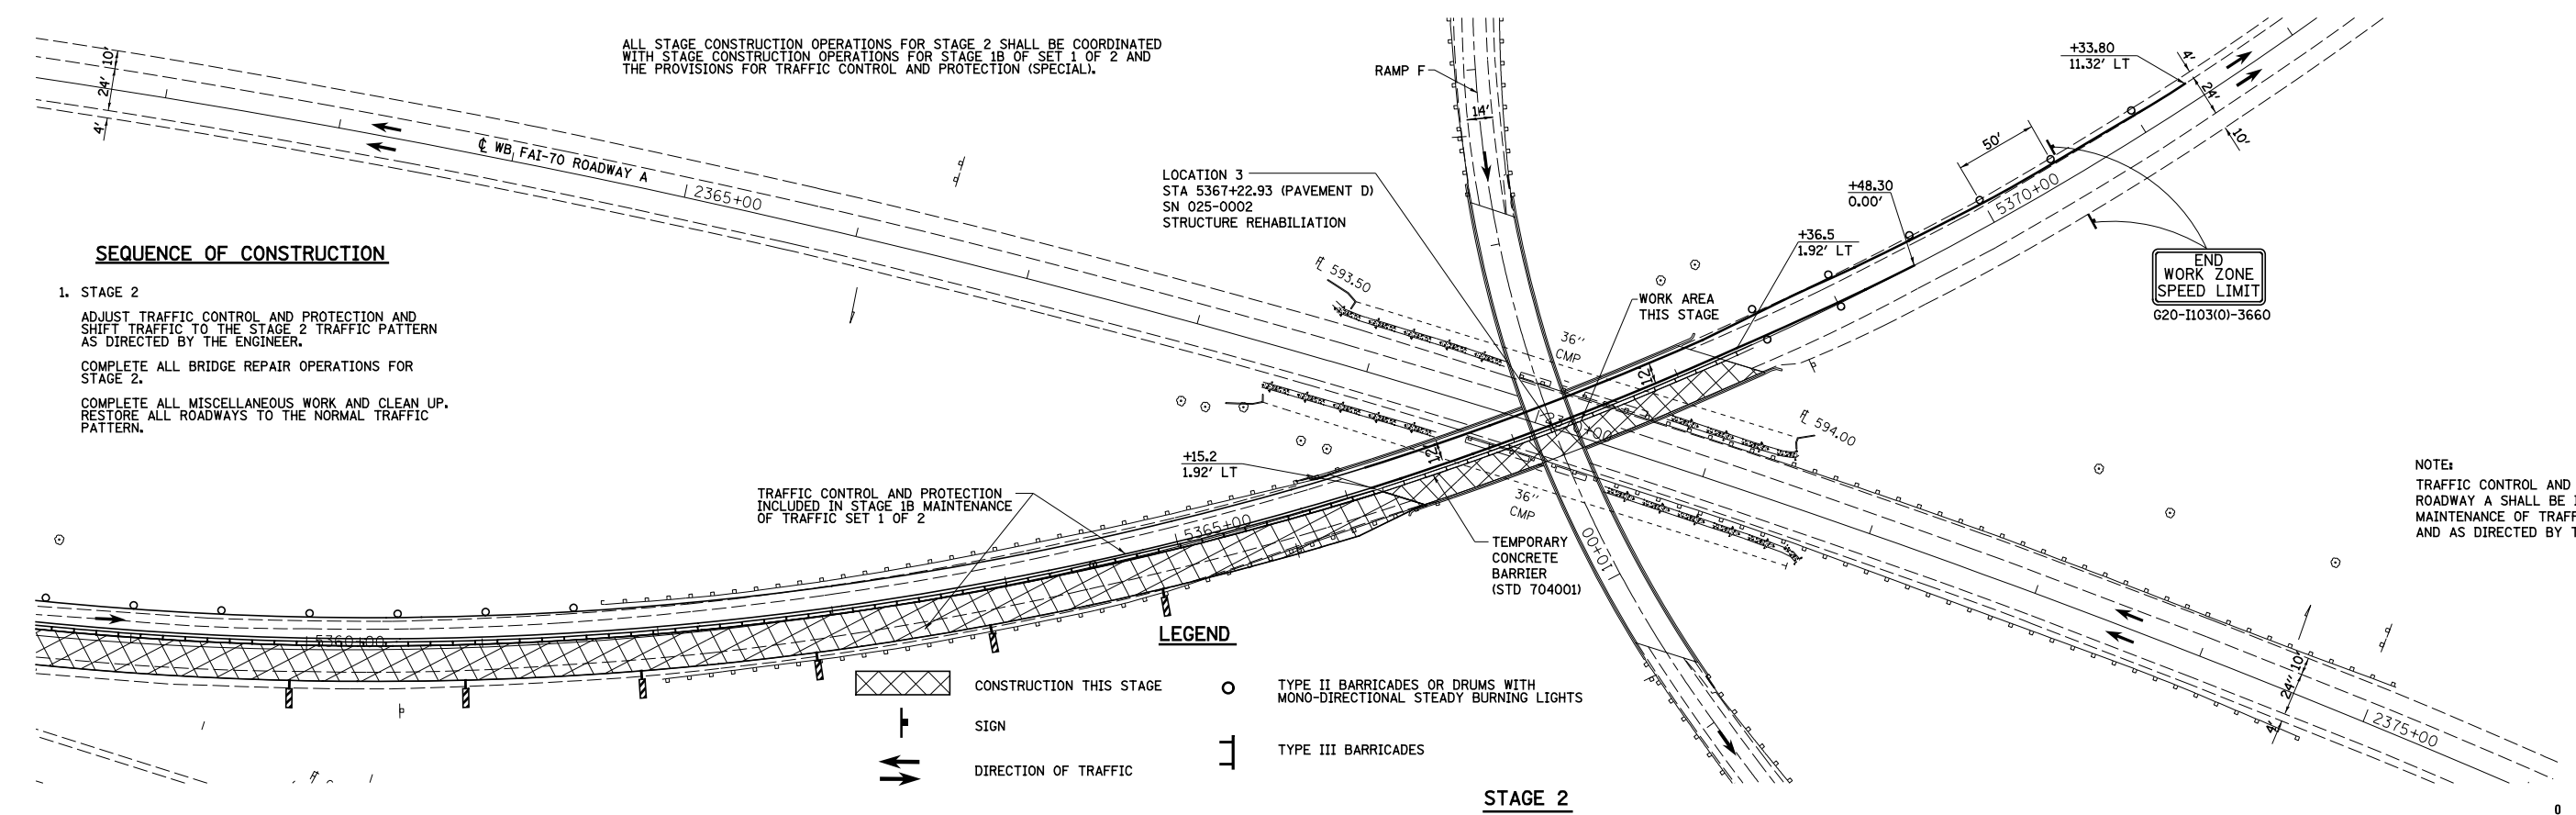 ALL STAGE CONSTRUCTION OPERATIONS FOR STAGE 2 SHALL BE COORDINATED
WITH STAGE CONSTRUCTION OPERATIONS FOR STAGE 1B OF SET 1 OF 2 AND
THE PROVISIONS FOR TRAFFIC CONTROL AND PROTECTION (SPECIAL).
10'
24'
4'
℄ WB FAI-70 ROADWAY A
2365+00
RAMP F
14'
LOCATION 3
STA 5367+22.93 (PAVEMENT D)
SN 025-0002
STRUCTURE REHABILIATION
+33.80
11.32' LT
4'
24'
10'
50'
+48.30
0.00'
5370+00
+36.5
1.92' LT
END
WORK ZONE
SPEED LIMIT
G20-I103(0)-3660
SEQUENCE OF CONSTRUCTION
1. STAGE 2
ADJUST TRAFFIC CONTROL AND PROTECTION AND
SHIFT TRAFFIC TO THE STAGE 2 TRAFFIC PATTERN
AS DIRECTED BY THE ENGINEER.
COMPLETE ALL BRIDGE REPAIR OPERATIONS FOR
STAGE 2.
COMPLETE ALL MISCELLANEOUS WORK AND CLEAN UP.
RESTORE ALL ROADWAYS TO THE NORMAL TRAFFIC
PATTERN.
593.50
WORK AREA
THIS STAGE
36"
CMP
12'
594.00
12'
+15.2
1.92' LT
36"
CMP
TRAFFIC CONTROL AND PROTECTION
INCLUDED IN STAGE 1B MAINTENANCE
OF TRAFFIC SET 1 OF 2
5365+00
TEMPORARY
CONCRETE
BARRIER
(STD 704001)
110+00
NOTE:
TRAFFIC CONTROL AND
ROADWAY A SHALL BE
MAINTENANCE OF
AND AS DIRECTED BY
5360+00
LEGEND
CONSTRUCTION THIS STAGE
SIGN
DIRECTION OF TRAFFIC
TYPE II BARRICADES OR DRUMS WITH
MONO-DIRECTIONAL STEADY BURNING LIGHTS
TYPE III BARRICADES
10'
24'
4'
2375+00
STAGE 2
0